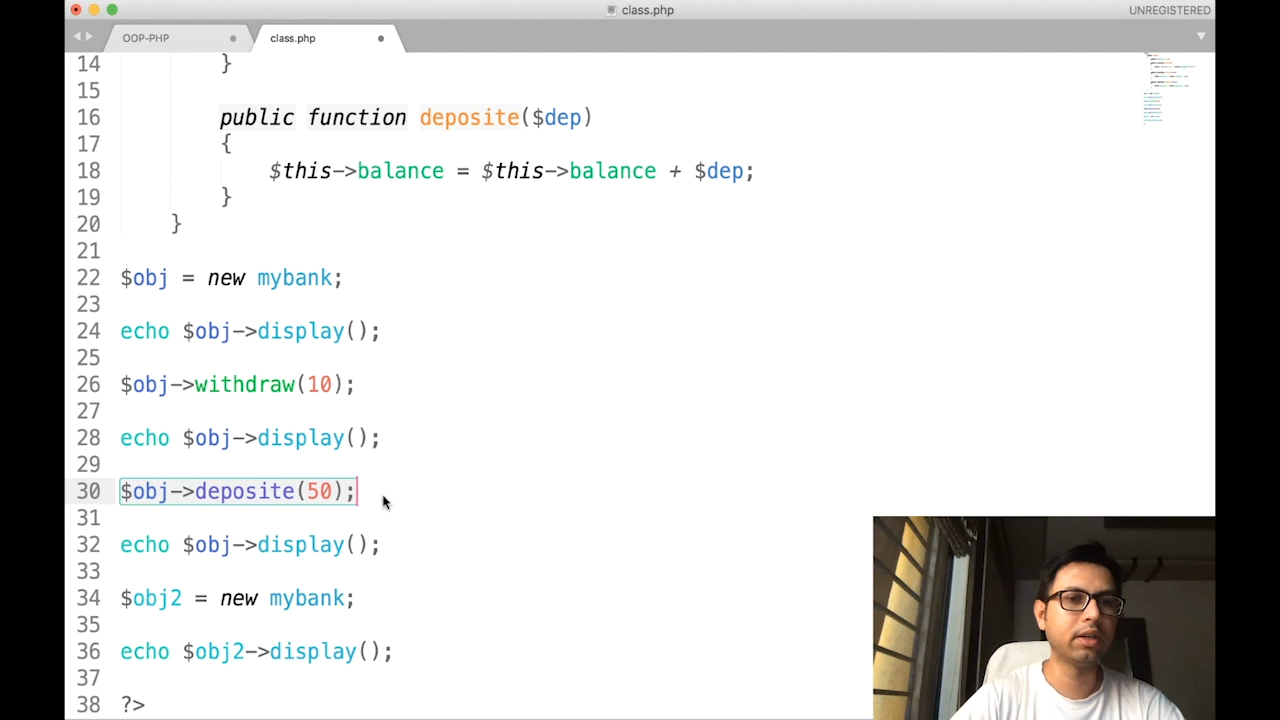 class.php
UNREGISTERED
OOP-PHP
class.php
14 }
15
16 public function deposite($dep)
17 {
18 $this->balance = $this->balance + $dep;
19 }
20 }
21
22 $obj = new mybank;
23
24 echo $obj->display();
25
26 $obj->withdraw(10);
27
28 echo $obj->display();
29
30 $obj->deposite(50);
31
32 echo $obj->display();
33
34 $obj2 = new mybank;
35
36 echo $obj2->display();
37
38 ?>